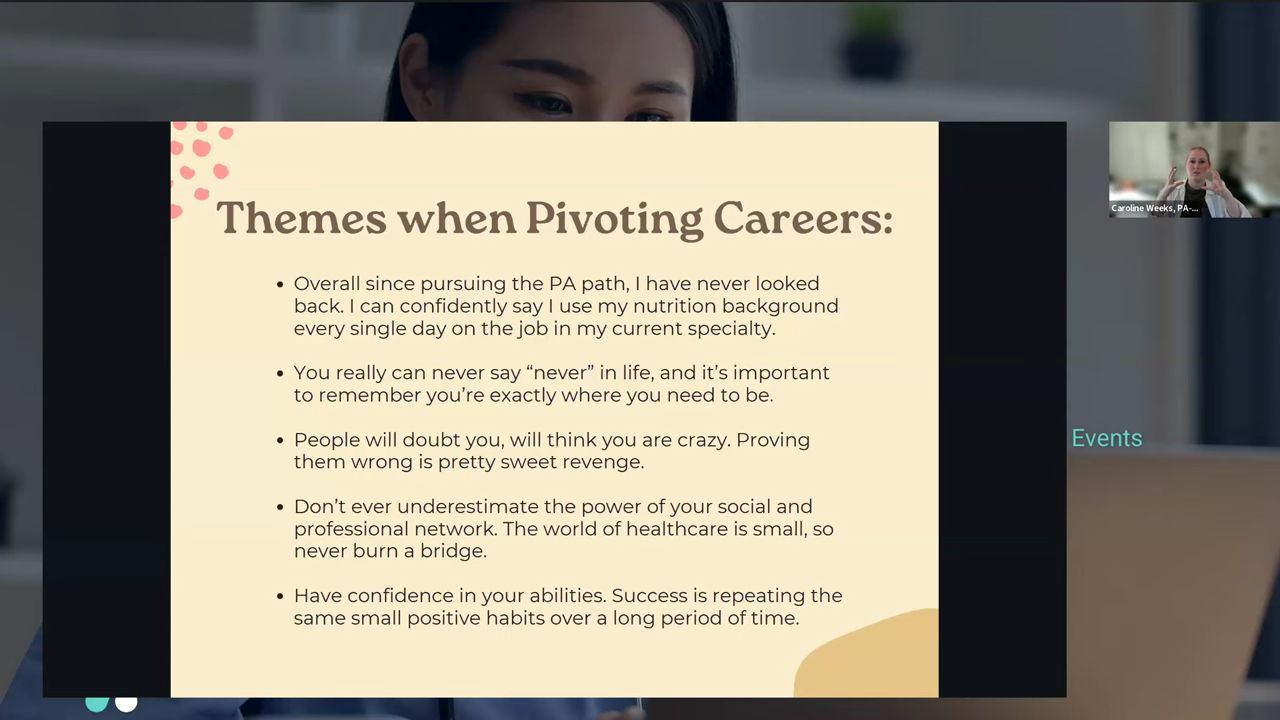 Themes when Pivoting Careers:
• Overall since pursuing the PA path, I have never looked
back. I can confidently say I use my nutrition background
every single day on the job in my current specialty.
• You really can never say “never” in life, and it’s important
to remember you’re exactly where you need to be.
• People will doubt you, will think you are crazy. Proving
them wrong is pretty sweet revenge.
• Don’t ever underestimate the power of your social and
professional network. The world of healthcare is small, so
never burn a bridge.
• Have confidence in your abilities. Success is repeating the
same small positive habits over a long period of time.
Caroline Weeks, PA-...
Events